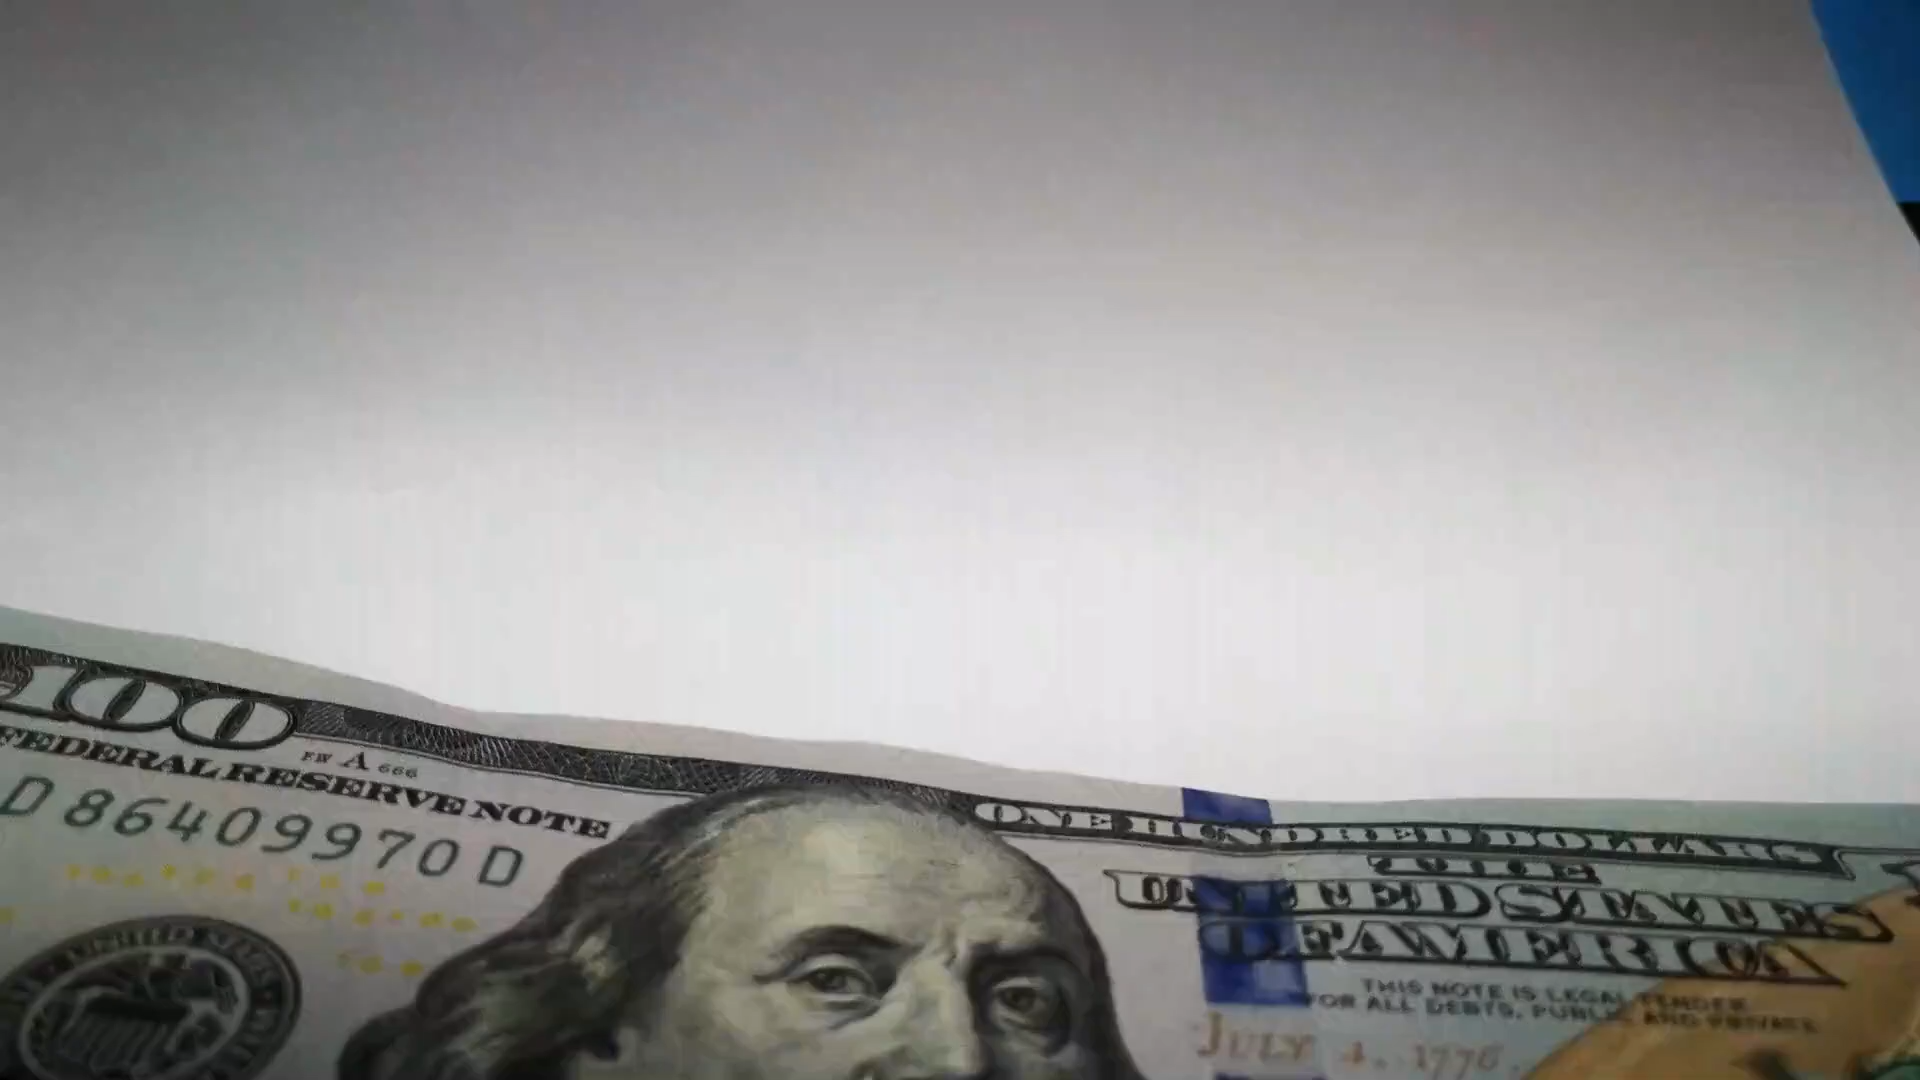 100
FEDERAL RESERVE NOTE
FW A 666
D 86409970 D
ONE HUNDRED DOLLARS
THE
UNITED STATES
OF AMERICA
THIS NOTE IS LEGAL TENDER
FOR ALL DEBTS, PUBLIC AND PRIVATE
JULY 4, 1776